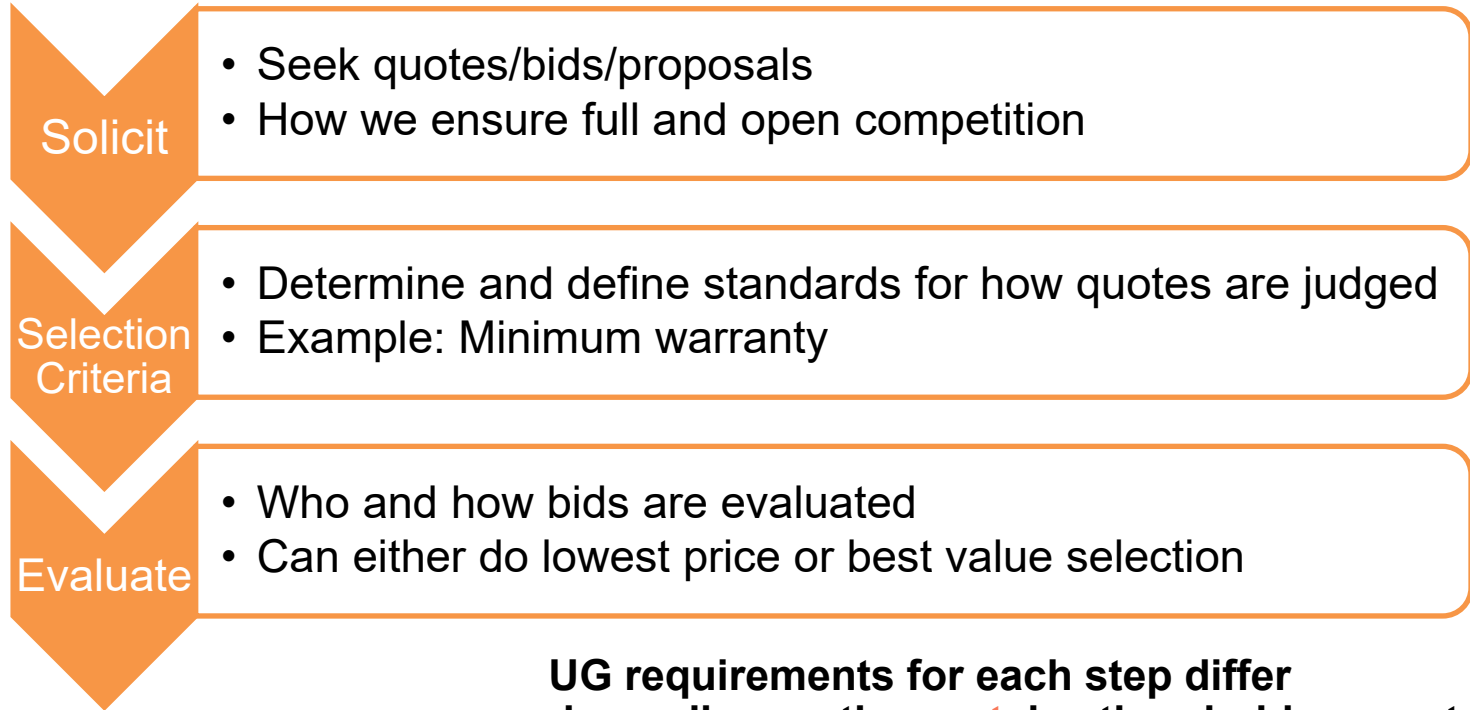 Solicit
• Seek quotes/bids/proposals
• How we ensure full and open competition
Selection
Criteria
• Determine and define standards for how quotes are judged
• Example: Minimum warranty
Evaluate
• Who and how bids are evaluated
• Can either do lowest price or best value selection
UG requirements for each step differ